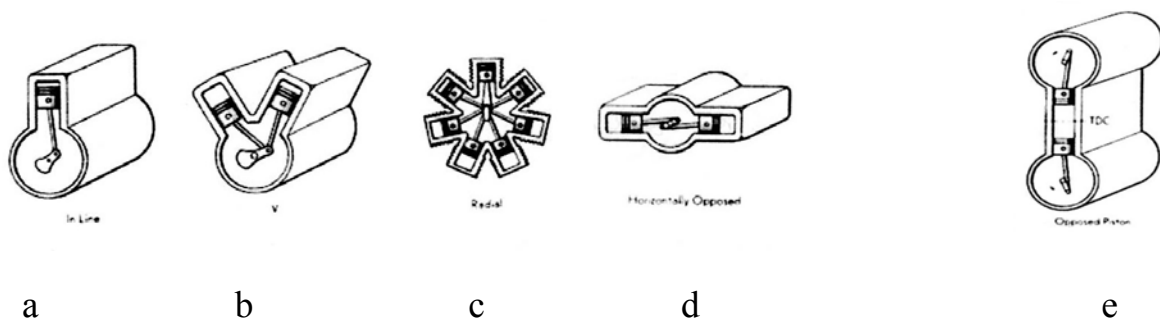 In Line
V
Radial
Horizontally Opposed
TDC
Opposed Piston
a b c d e